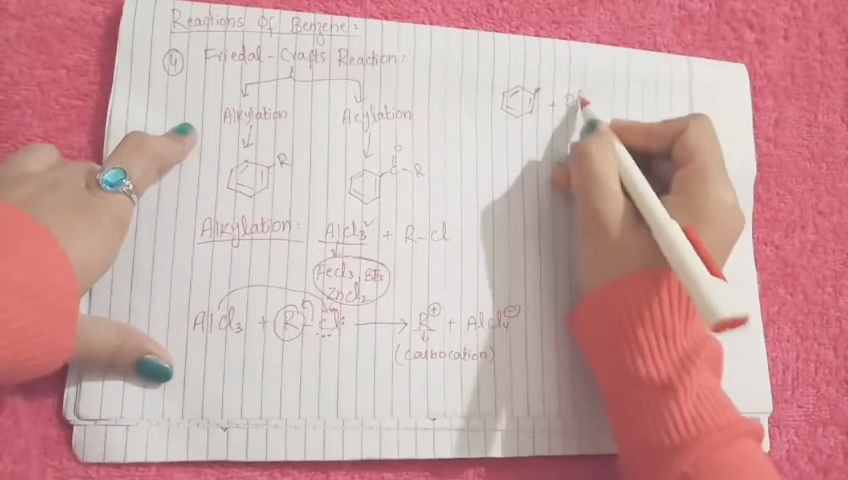 Reactions Of Benzene:
4 Friedal-Crafts Reaction:
Alkylation Acylation
R
O
C - R
Alkylation: AlCl3 + R-Cl
FeCl3, BF3
ZnCl2
AlCl3 + R - Cl: → R⊕ + AlCl4⊖
(Carbocation)
+ R